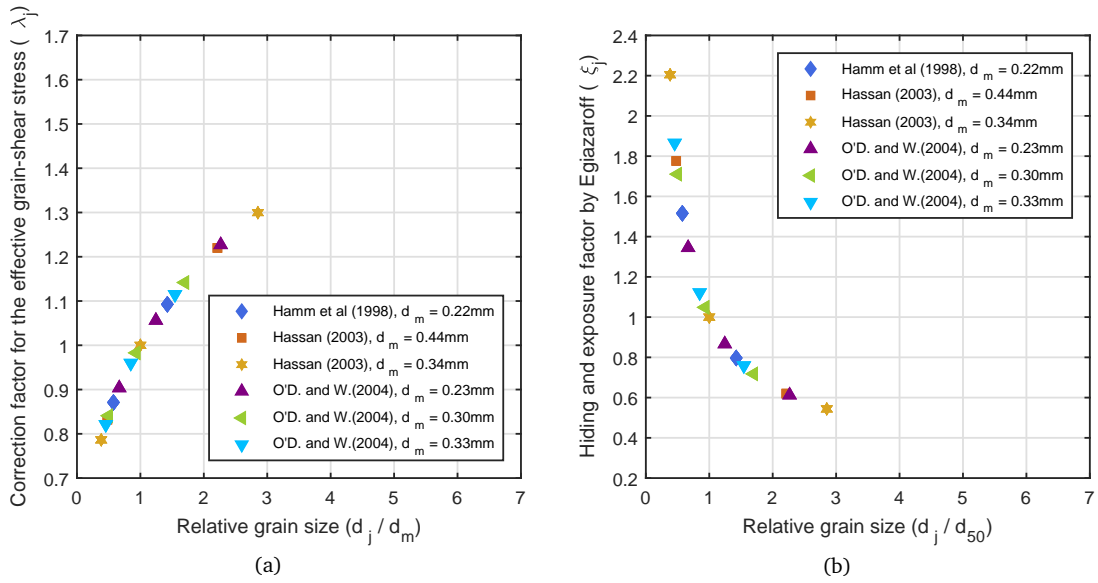 Correction factor for the effective grain-shear stress ( λj)
1.7
1.6
1.5
1.4
1.3
1.2
1.1
1
0.9
0.8
0.7
Hamm et al (1998), d m = 0.22mm
Hassan (2003), d m = 0.44mm
Hassan (2003), d m = 0.34mm
O'D. and W.(2004), d m = 0.23mm
O'D. and W.(2004), d m = 0.30mm
O'D. and W.(2004), d m = 0.33mm
0 1 2 3 4 5 6 7
Relative grain size (d j / d m)
(a)
Hiding and exposure factor by Egiazaroff ( ξj)
2.4
2.2
2
1.8
1.6
1.4
1.2
1
0.8
0.6
0.4
0.2
Hamm et al (1998), d m = 0.22mm
Hassan (2003), d m = 0.44mm
Hassan (2003), d m = 0.34mm
O'D. and W.(2004), d m = 0.23mm
O'D. and W.(2004), d m = 0.30mm
O'D. and W.(2004), d m = 0.33mm
0 1 2 3 4 5 6 7
Relative grain size (d j / d 50)
(b)